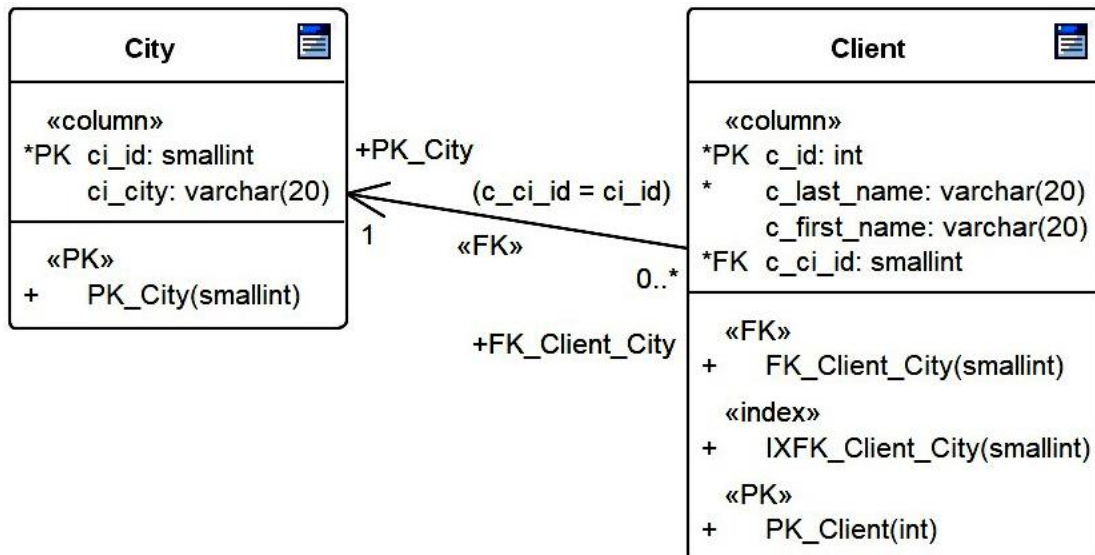 City
«column»
*PK ci_id: smallint
ci_city: varchar(20)
«PK»
+ PK_City(smallint)
+PK_City
(c_ci_id = ci_id)
1
«FK»
0..*
+FK_Client_City
Client
«column»
*PK c_id: int
* c_last_name: varchar(20)
c_first_name: varchar(20)
*FK c_ci_id: smallint
«FK»
+ FK_Client_City(smallint)
«index»
+ IXFK_Client_City(smallint)
«PK»
+ PK_Client(int)